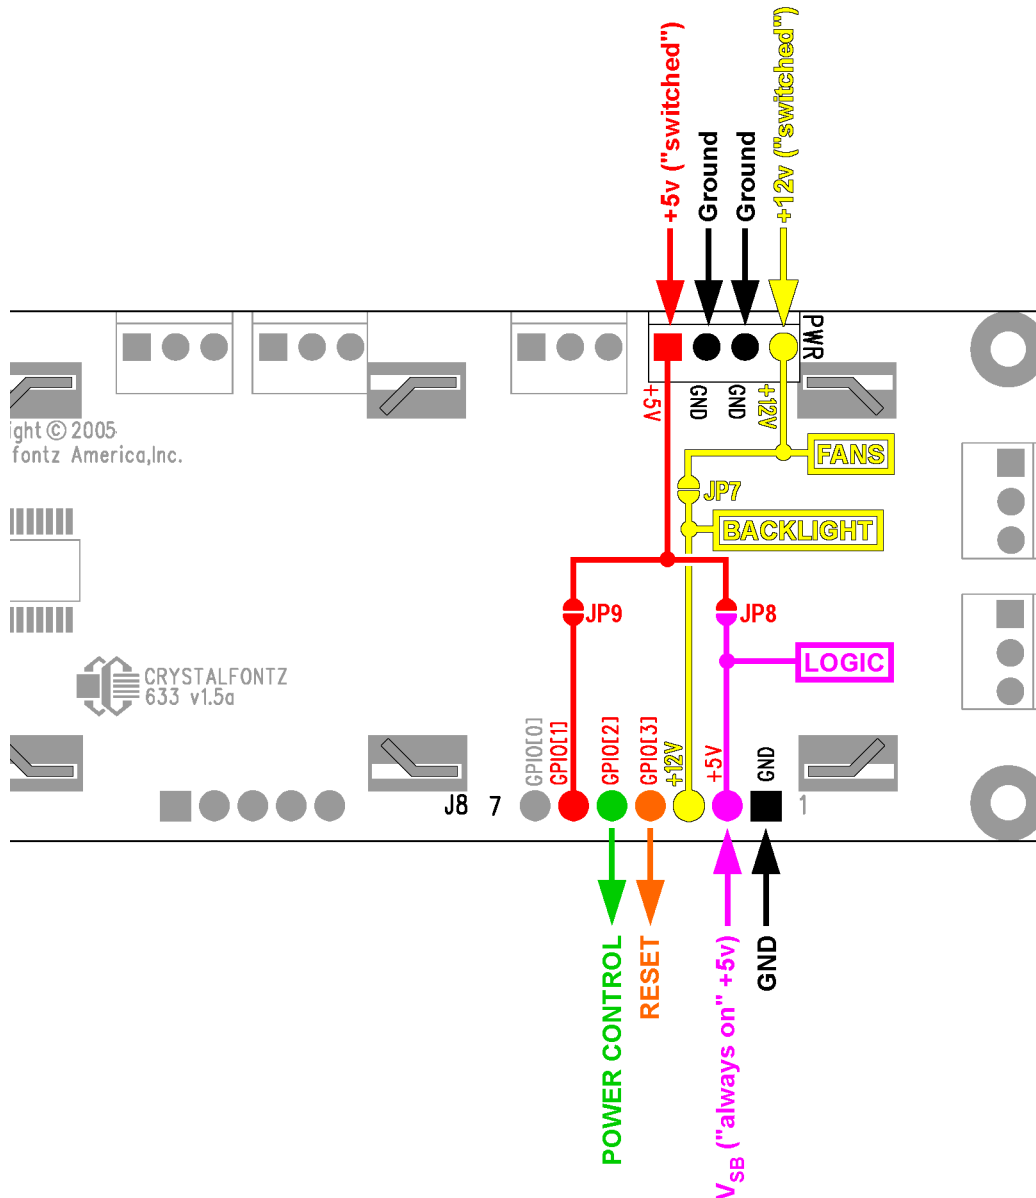 +5v ("switched")
Ground
Ground
+12v ("switched")
PWR
+5V
GND
GND
+12V
ight © 2005
fontz America,Inc.
FANS
JP7
BACKLIGHT
JP9
JP8
LOGIC
CRYSTALFONTZ
633 v1.5a
GPIO[0]
GPIO[1]
GPIO[2]
GPIO[3]
+12V
+5V
GND
J8 7
1
POWER CONTROL
RESET
VSB ("always on" +5v)
GND